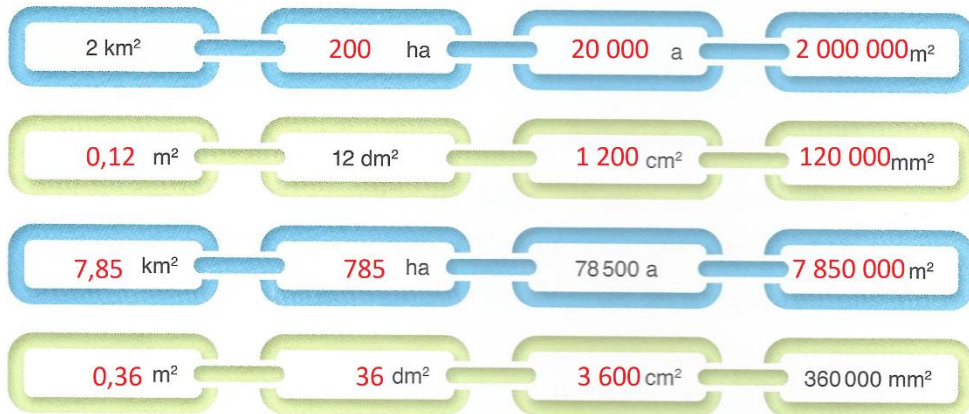 2 km² 200 ha 20 000 a 2 000 000 m²
0,12 m² 12 dm² 1 200 cm² 120 000 mm²
7,85 km² 785 ha 78 500 a 7 850 000 m²
0,36 m² 36 dm² 3 600 cm² 360 000 mm²